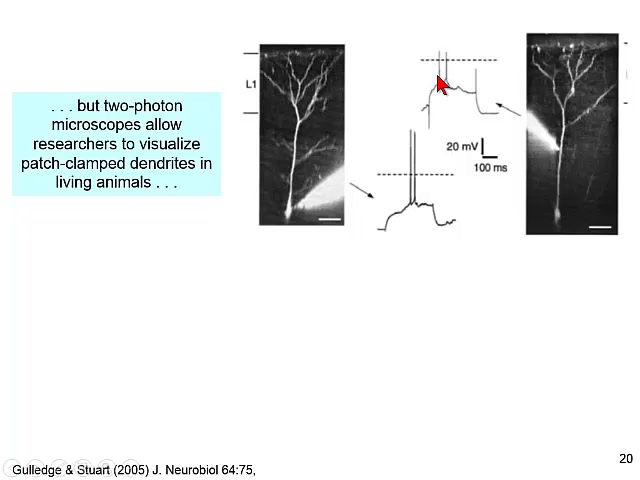 . . . but two-photon
microscopes allow
researchers to visualize
patch-clamped dendrites in
living animals . . .
L1
20 mV
100 ms
20
Gulledge & Stuart (2005) J. Neurobiol 64:75,